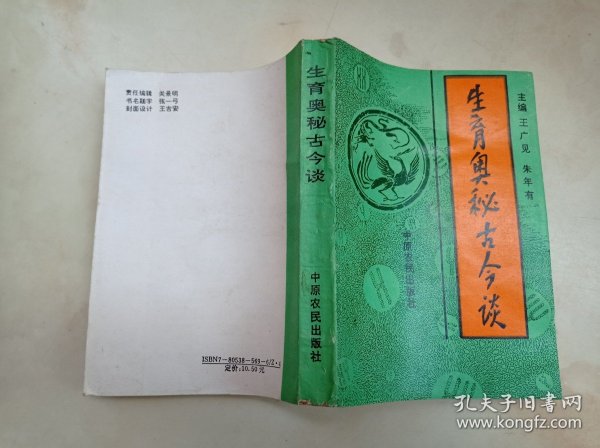 责任编辑 关景明
书名题字 张一弓
封面设计 王吉安
ISBN7-80538-569-6/Z·
定价:10.50元
生育奥秘古今谈
中原农民出版社
主编 王广见 朱年有
生育奥秘古今谈
中原农民出版社
孔夫子旧书网
www.kongfz.com